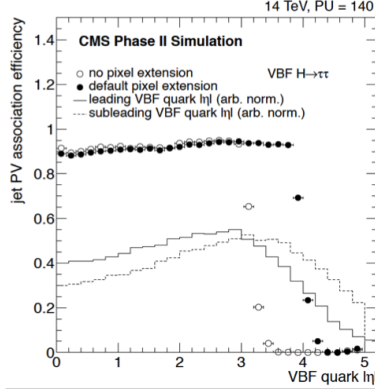 14 TeV, PU = 140
jet PV association efficiency
1.4
1.2
1
0.8
0.6
0.4
0.2
0
CMS Phase II Simulation
no pixel extension
VBF H→ττ
default pixel extension
leading VBF quark |η| (arb. norm.)
subleading VBF quark |η| (arb. norm.)
0 1 2 3 4 5
VBF quark |η|